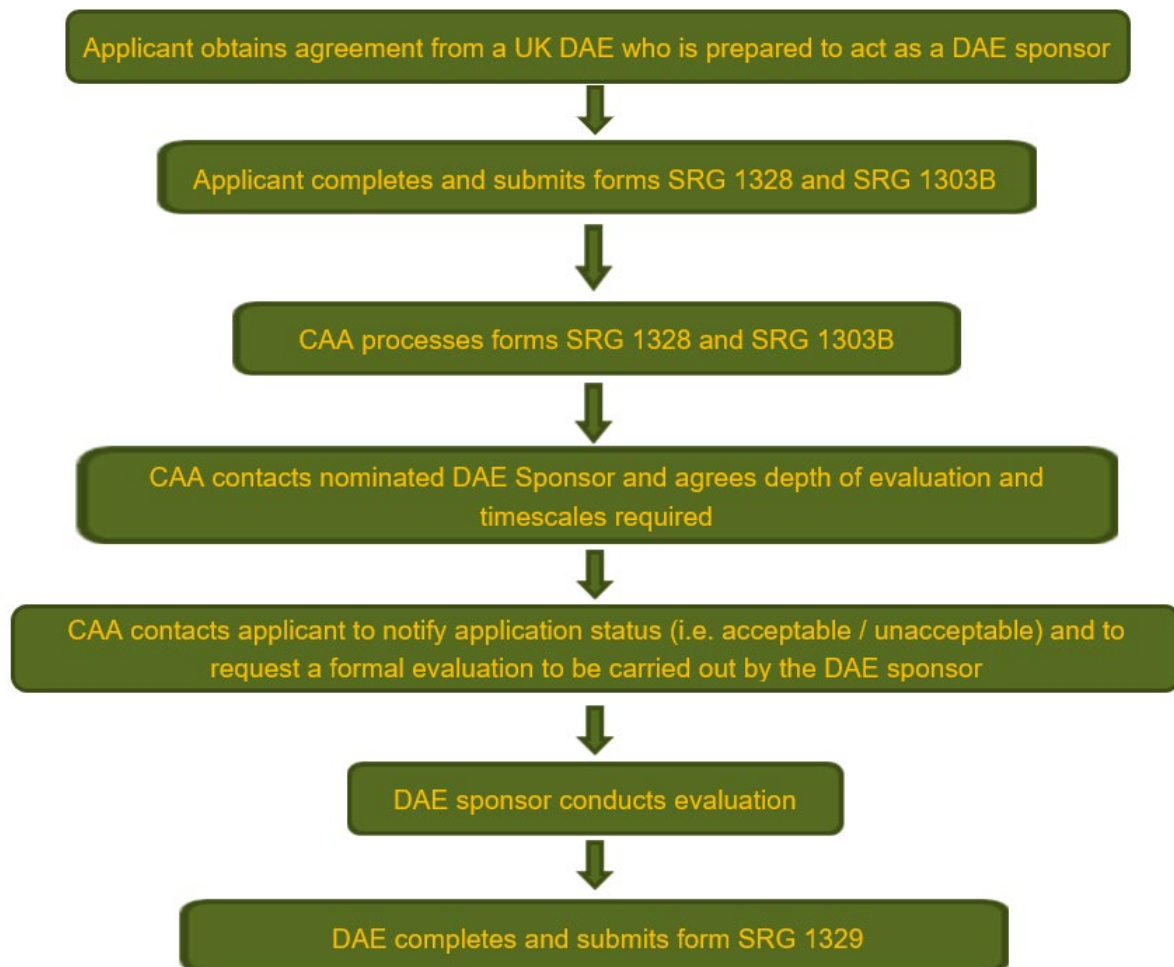 Applicant obtains agreement from a UK DAE who is prepared to act as a DAE sponsor
Applicant completes and submits forms SRG 1328 and SRG 1303B
CAA processes forms SRG 1328 and SRG 1303B
CAA contacts nominated DAE Sponsor and agrees depth of evaluation and
timescales required
CAA contacts applicant to notify application status (i.e. acceptable / unacceptable) and to
request a formal evaluation to be carried out by the DAE sponsor
DAE sponsor conducts evaluation
DAE completes and submits form SRG 1329